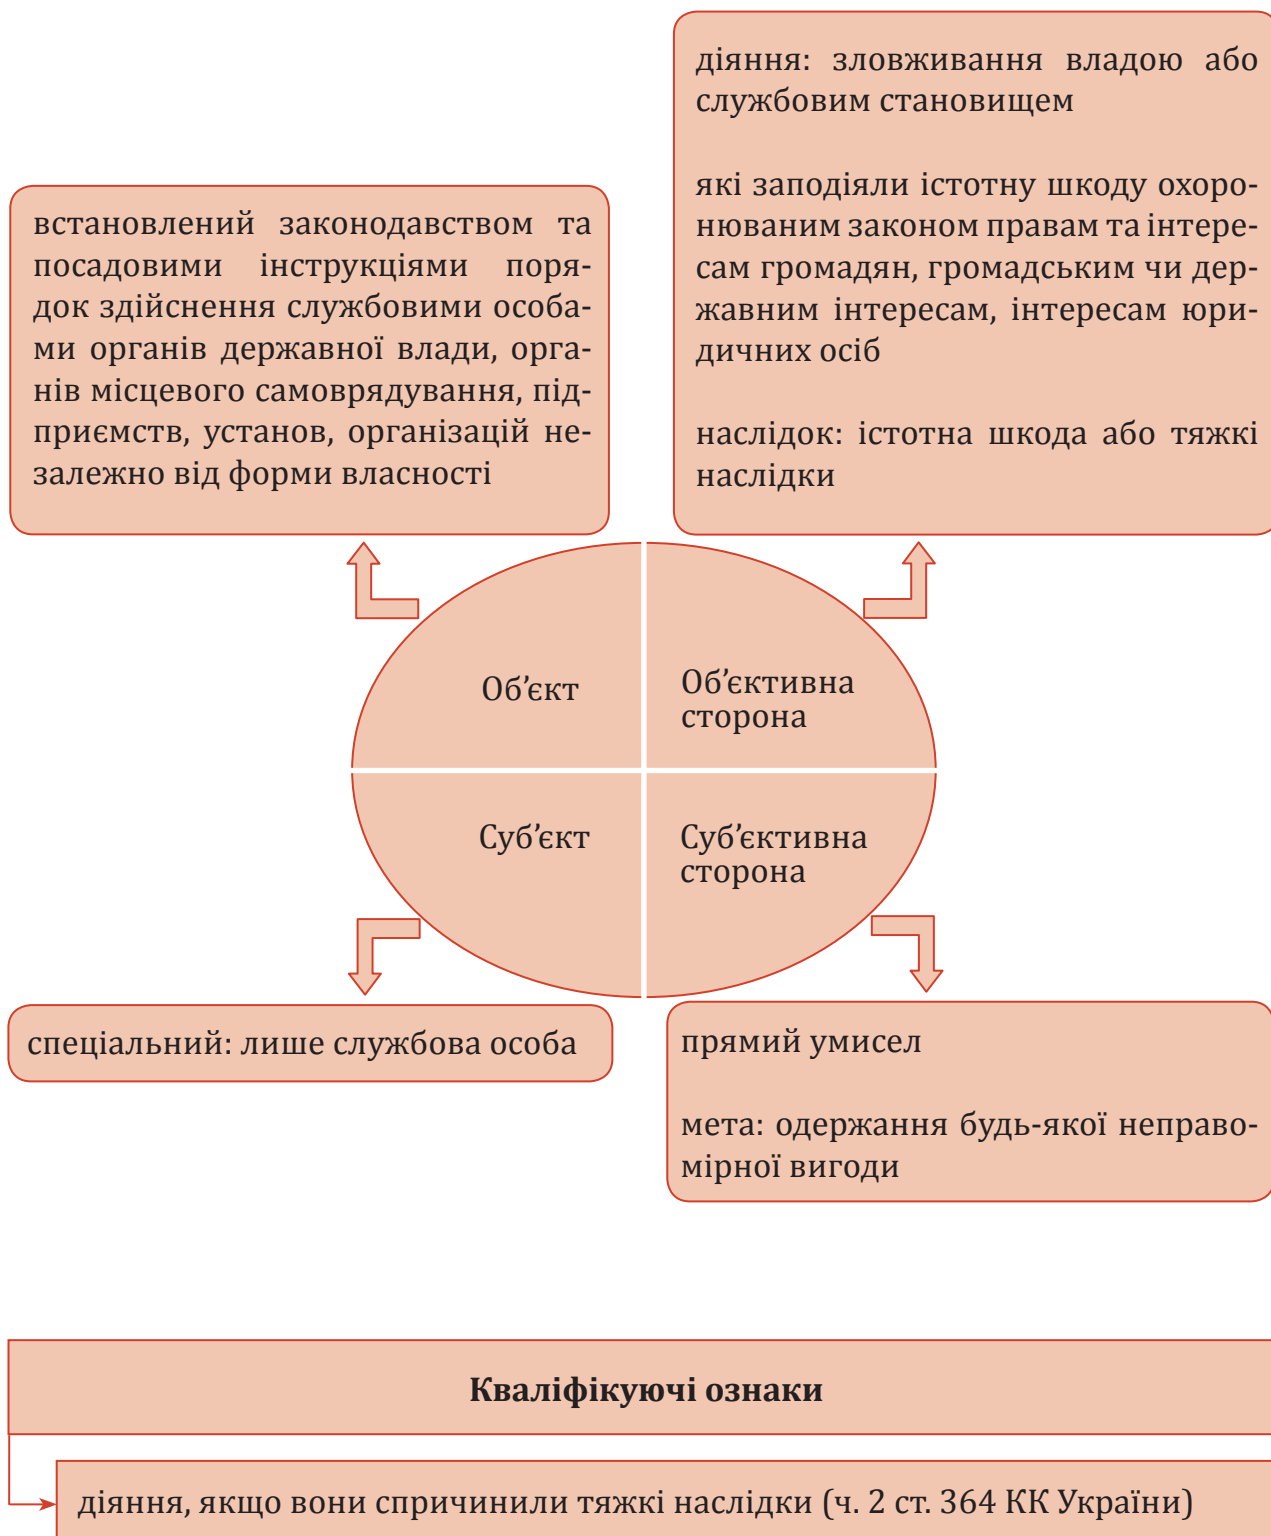 діяння: зловживання владою або
службовим становищем
які заподіяли істотну шкоду охоро-
нюваним законом правам та інтере-
сам громадян, громадським чи дер-
жавним інтересам, інтересам юри-
дичних осіб
наслідок: істотна шкода або тяжкі
наслідки
встановлений законодавством та
посадовими інструкціями поря-
док здійснення службовими особа-
ми органів державної влади, орга-
нів місцевого самоврядування, під-
приємств, установ, організацій не-
залежно від форми власності
Об’єкт
Об’єктивна
сторона
Суб’єкт
Суб’єктивна
сторона
спеціальний: лише службова особа
прямий умисел
мета: одержання будь-якої неправо-
мірної вигоди
Кваліфікуючі ознаки
діяння, якщо вони спричинили тяжкі наслідки (ч. 2 ст. 364 КК України)